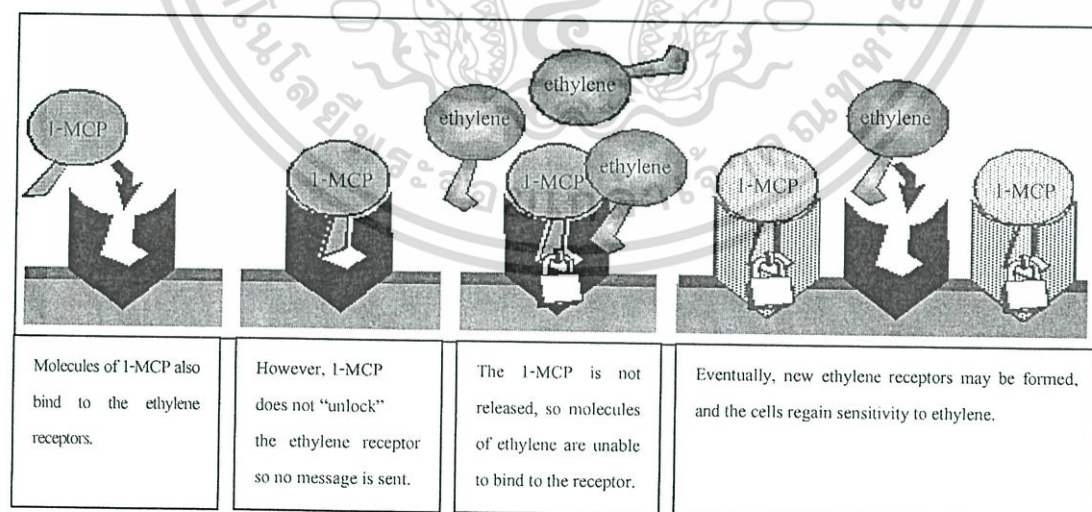 1-MCP
1-MCP
ethylene
ethylene
1-MCP
ethylene
1-MCP
ethylene
1-MCP
Molecules of 1-MCP also
bind to the ethylene
receptors.
However, 1-MCP
does not “unlock”
the ethylene receptor
so no message is sent.
The 1-MCP is not
released, so molecules
of ethylene are unable
to bind to the receptor.
Eventually, new ethylene receptors may be formed,
and the cells regain sensitivity to ethylene.